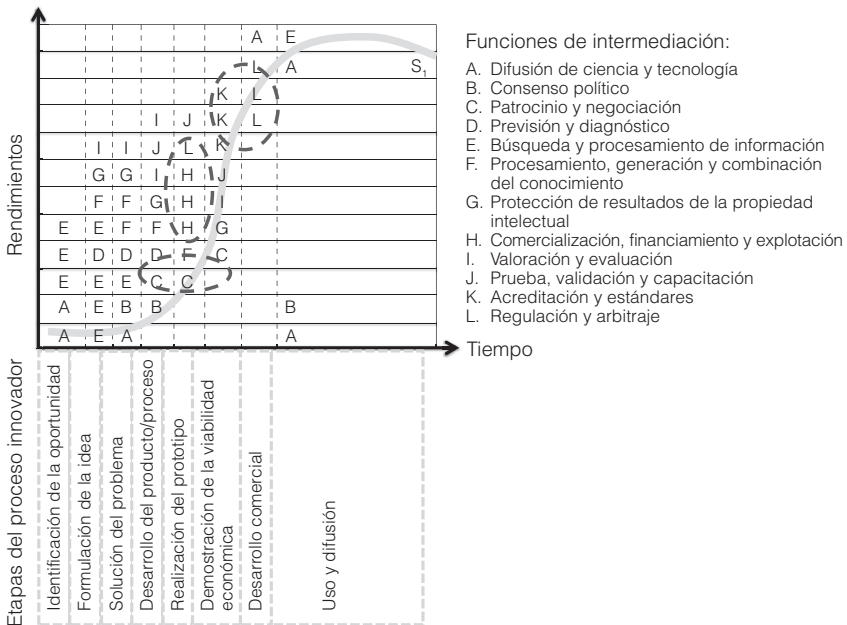 A E
L A S1
K L
I J K L
I I J L K
G G I H J
F F G H I
E E F F H G
E D D D F C
E E E C C
A E B B B
A E A A
Rendimientos
Tiempo
Funciones de intermediación:
A. Difusión de ciencia y tecnología
B. Consenso político
C. Patrocinio y negociación
D. Previsión y diagnóstico
E. Búsqueda y procesamiento de información
F. Procesamiento, generación y combinación
del conocimiento
G. Protección de resultados de la propiedad
intelectual
H. Comercialización, financiamiento y explotación
I. Valoración y evaluación
J. Prueba, validación y capacitación
K. Acreditación y estándares
L. Regulación y arbitraje
Etapas del proceso innovador
Identificación de la oportunidad
Formulación de la idea
Solución del problema
Desarrollo del producto/proceso
Realización del prototipo
Demostración de la viabilidad
económica
Desarrollo comercial
Uso y difusión